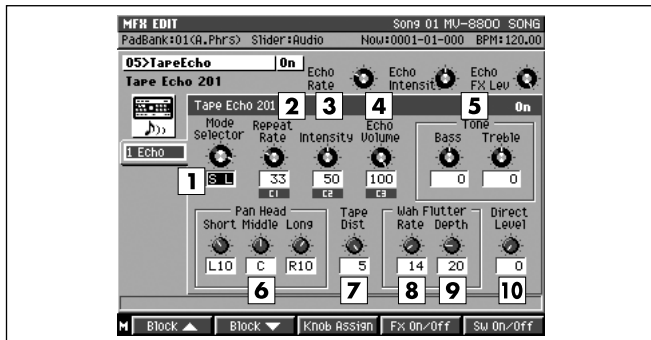 MFX EDIT Song 01 MV-8800 SONG
PadBank:01(A.Phrs) Slider:Audio Now:0001-01-000 BPM:120.00
05>TapeEcho On
Tape Echo 201
Echo Rate Echo Intensity Echo FX Lev
Tape Echo 201 2 3 4 5 On
Mode Selector Repeat Rate Intensity Echo Volume Tone Bass Treble
1 Echo
1 S L 33 50 100 0 0
C1 C2 C3
Pan Head Tape Dist Wah Flutter Direct Level
Short Middle Long Rate Depth
L10 C R10 5 14 20 0
6 7 8 9 10
M Block ▲ Block ▼ Knob Assign FX On/Off SW On/Off